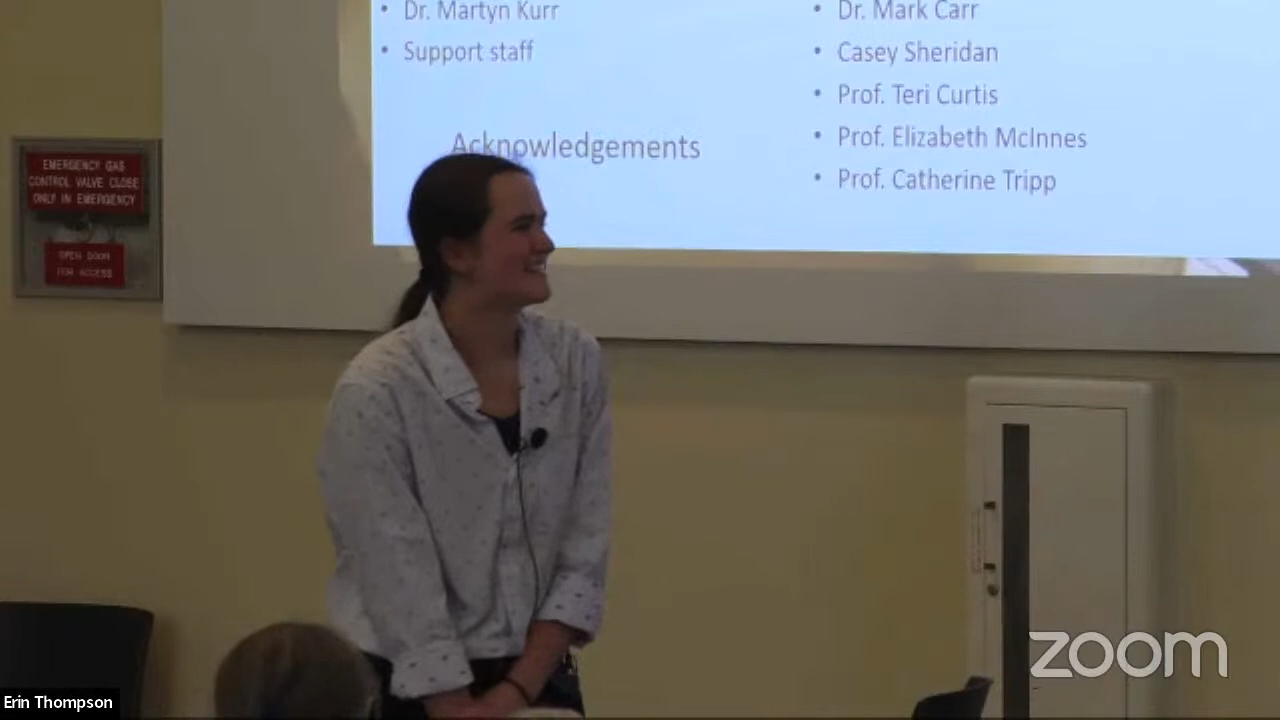 • Dr. Martyn Kurr
• Support staff
Acknowledgements
• Dr. Mark Carr
• Casey Sheridan
• Prof. Teri Curtis
• Prof. Elizabeth McInnes
• Prof. Catherine Tripp
EMERGENCY GAS
CONTROL VALVE CLOSE
ONLY IN EMERGENCY
OPEN DOOR
FOR ACCESS
zoom
Erin Thompson